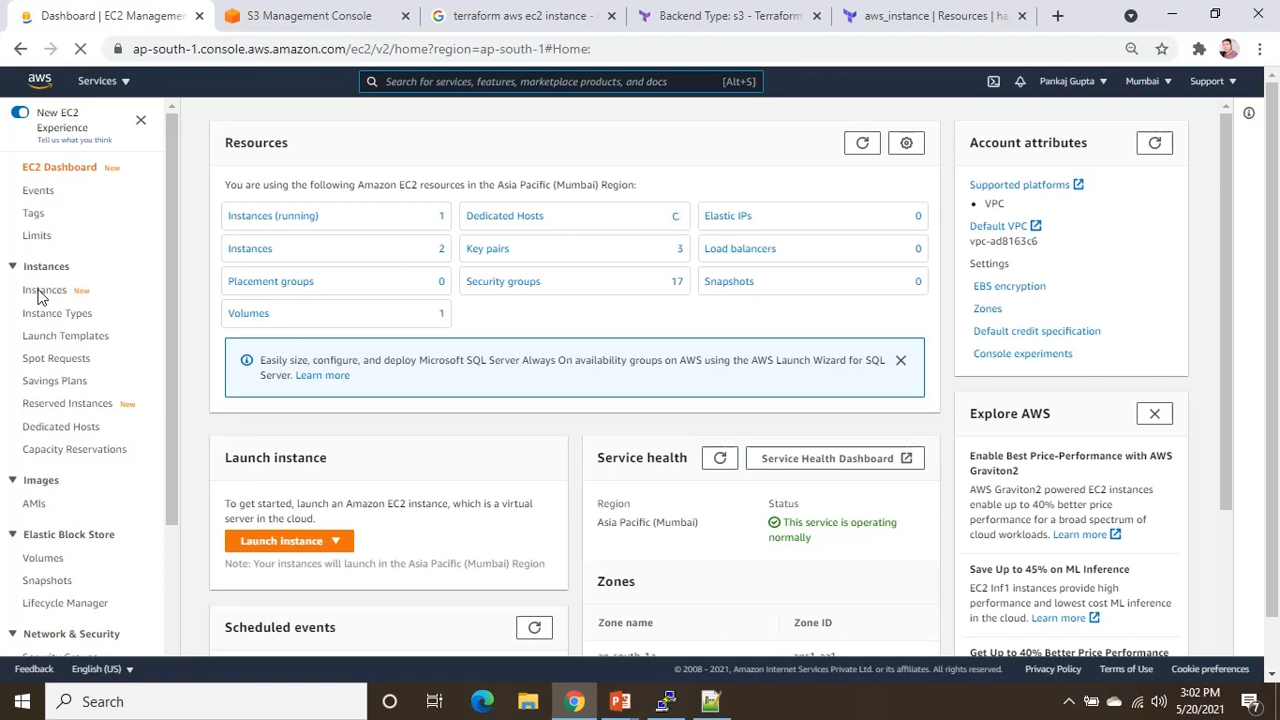 Dashboard | EC2 Manageme
S3 Management Console
terraform aws ec2 instance -
Backend Type: s3 - Terraform
aws_instance | Resources | ha
ap-south-1.console.aws.amazon.com/ec2/v2/home?region=ap-south-1#Home:
aws
Services
Search for services, features, marketplace products, and docs
[Alt+S]
Pankaj Gupta
Mumbai
Support
New EC2
Experience
Tell us what you think
EC2 Dashboard New
Events
Tags
Limits
Instances
Instances New
Instance Types
Launch Templates
Spot Requests
Savings Plans
Reserved Instances New
Dedicated Hosts
Capacity Reservations
Images
AMIs
Elastic Block Store
Volumes
Snapshots
Lifecycle Manager
Network & Security
Resources
You are using the following Amazon EC2 resources in the Asia Pacific (Mumbai) Region:
Instances (running) 1
Dedicated Hosts
Elastic IPs 0
Instances 2
Key pairs 3
Load balancers 0
Placement groups 0
Security groups 17
Snapshots 0
Volumes 1
Easily size, configure, and deploy Microsoft SQL Server Always On availability groups on AWS using the AWS Launch Wizard for SQL
Server. Learn more
Launch instance
To get started, launch an Amazon EC2 instance, which is a virtual
server in the cloud.
Launch instance
Note: Your instances will launch in the Asia Pacific (Mumbai) Region
Scheduled events
Service health
Service Health Dashboard
Region
Status
Asia Pacific (Mumbai)
This service is operating
normally
Zones
Zone name
Zone ID
Account attributes
Supported platforms
VPC
Default VPC
vpc-ad8163c6
Settings
EBS encryption
Zones
Default credit specification
Console experiments
Explore AWS
Enable Best Price-Performance with AWS
Graviton2
AWS Graviton2 powered EC2 instances
enable up to 40% better price
performance for a broad spectrum of
cloud workloads. Learn more
Save Up to 45% on ML Inference
EC2 Inf1 instances provide high
performance and lowest cost ML inference
in the cloud. Learn more
Get Up to 40% Better Price Performance
Feedback
English (US)
© 2008 - 2021, Amazon Internet Services Private Ltd. or its affiliates. All rights reserved.
Privacy Policy
Terms of Use
Cookie preferences
Search
3:02 PM
5/20/2021